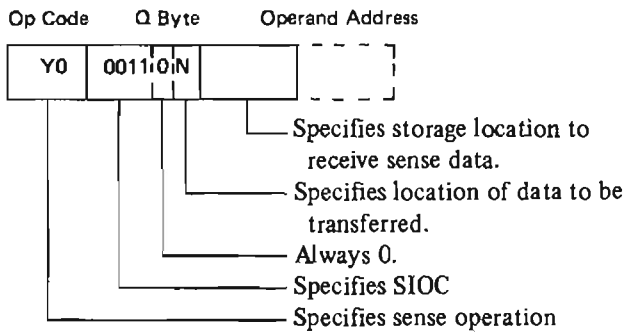 Op Code Q Byte Operand Address
Y0 0011 0 N
Specifies storage location to
receive sense data.
Specifies location of data to be
transferred.
Always 0.
Specifies SIOC
Specifies sense operation